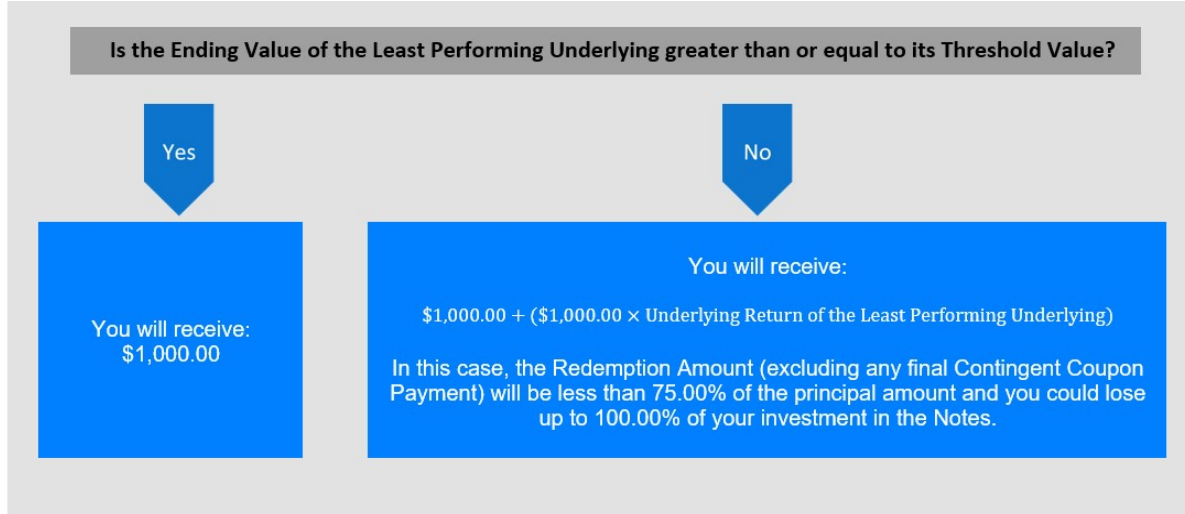 Is the Ending Value of the Least Performing Underlying greater than or equal to its Threshold Value?
Yes
No
You will receive:
$1,000.00
You will receive:
$1,000.00 + ($1,000.00 × Underlying Return of the Least Performing Underlying)
In this case, the Redemption Amount (excluding any final Contingent Coupon
Payment) will be less than 75.00% of the principal amount and you could lose
up to 100.00% of your investment in the Notes.